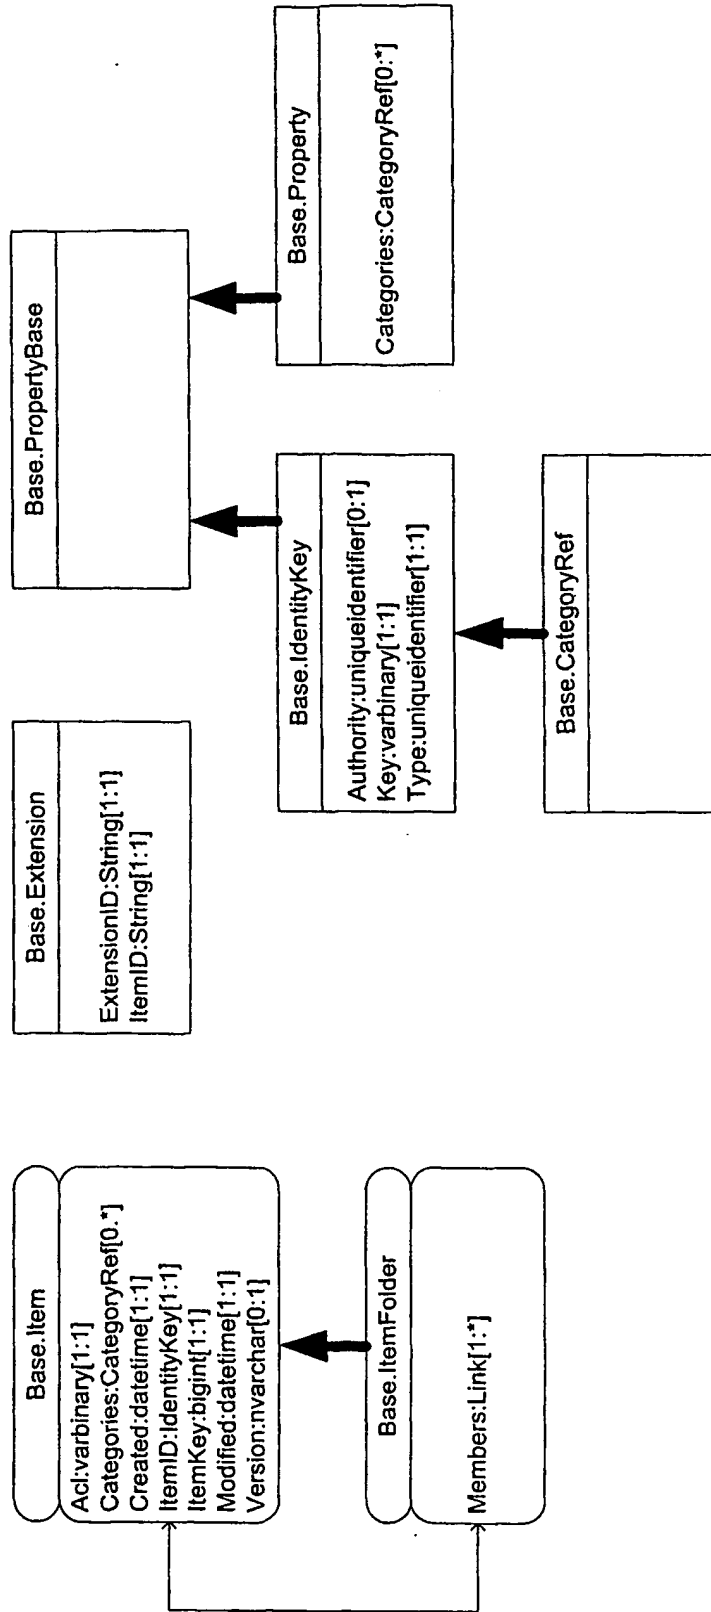 Base.Item
Acl:varbinary[1:1]
Categories:CategoryRef[0.*]
Created:datetime[1:1]
ItemID:IdentityKey[1:1]
ItemKey:bigint[1:1]
Modified:datetime[1:1]
Version:nvarchar[0:1]
Base.ItemFolder
Members:Link[1:*]
Base.Extension
ExtensionID:String[1:1]
ItemID:String[1:1]
Base.PropertyBase
Base.IdentityKey
Authority:uniqueidentifier[0:1]
Key:varbinary[1:1]
Type:uniqueidentifier[1:1]
Base.Property
Categories:CategoryRef[0:*]
Base.CategoryRef